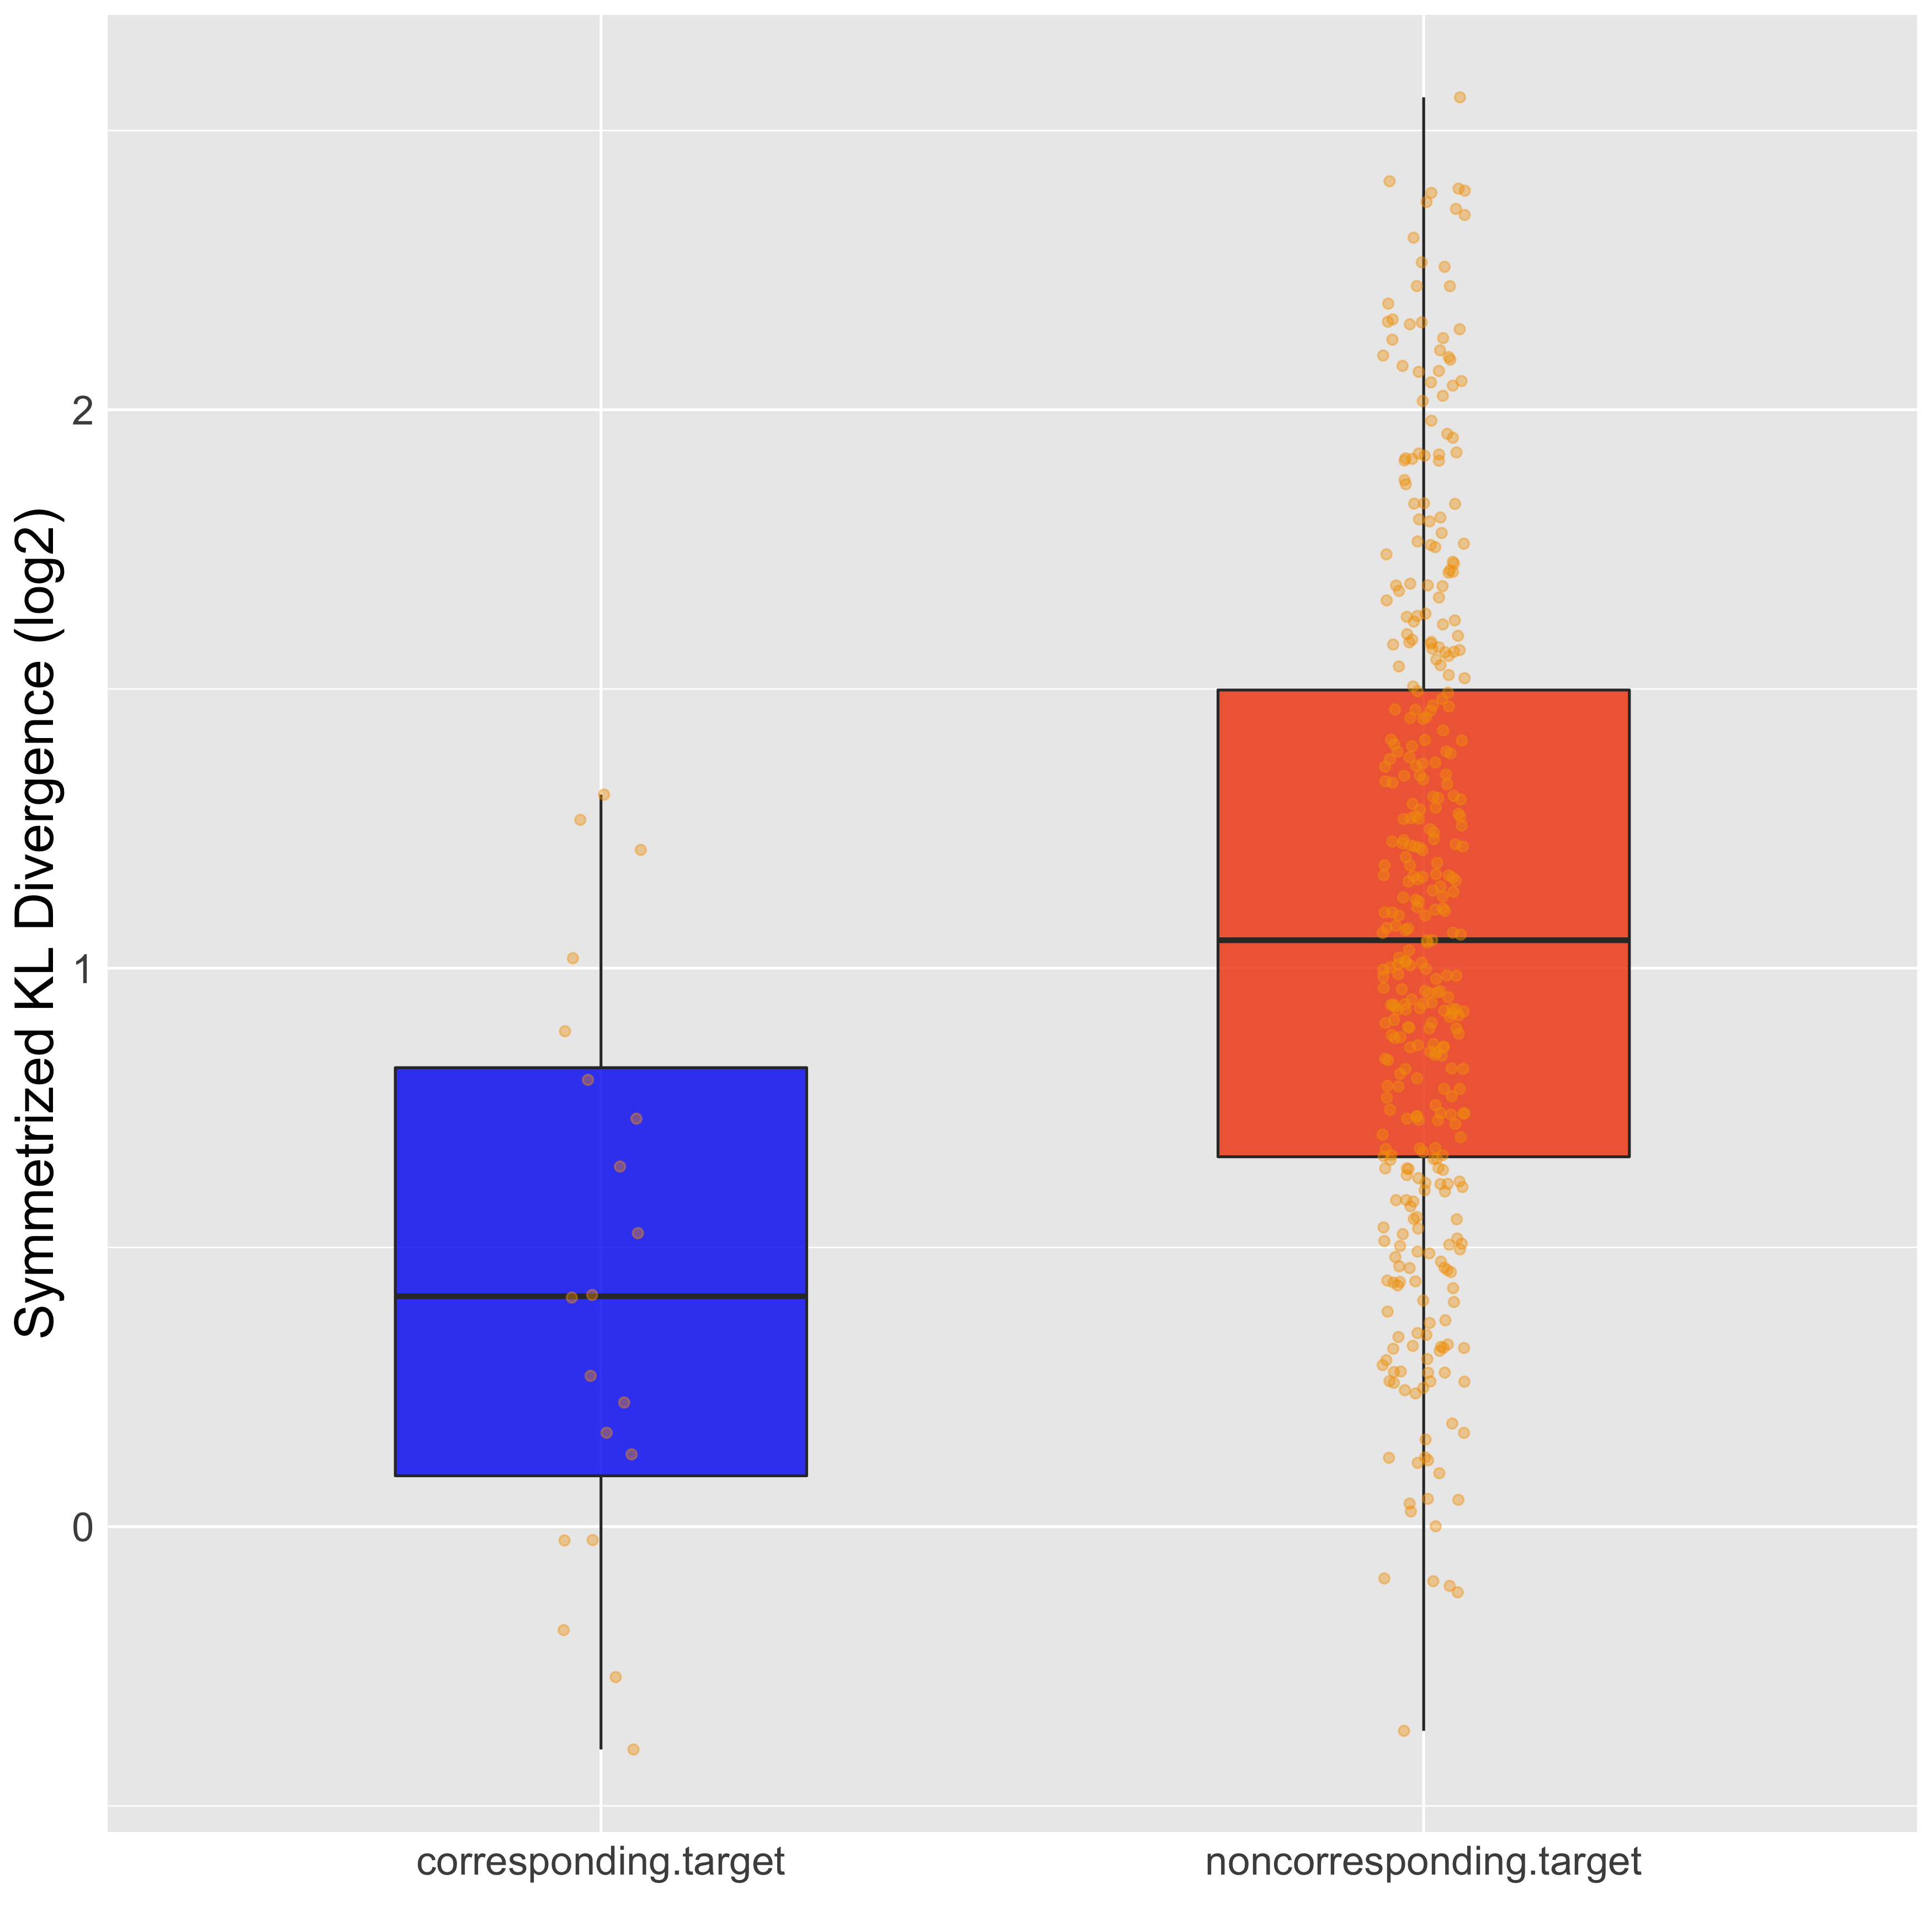 Symmetrized KL Divergence (log2)
2
1
0
corresponding.target
noncorresponding.target